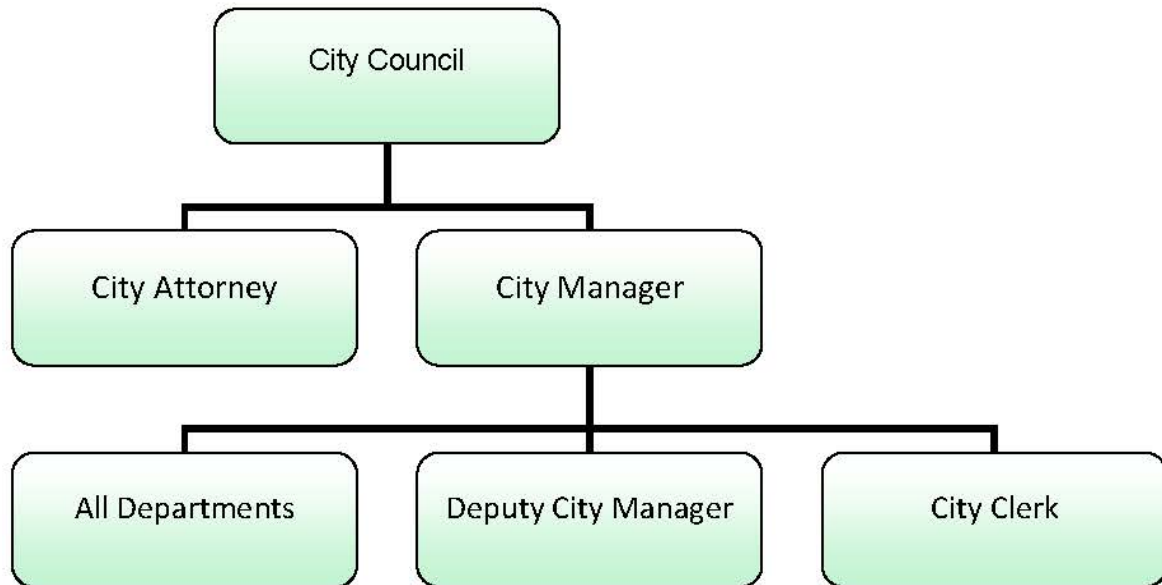 City Council
City Attorney
City Manager
All Departments
Deputy City Manager
City Clerk